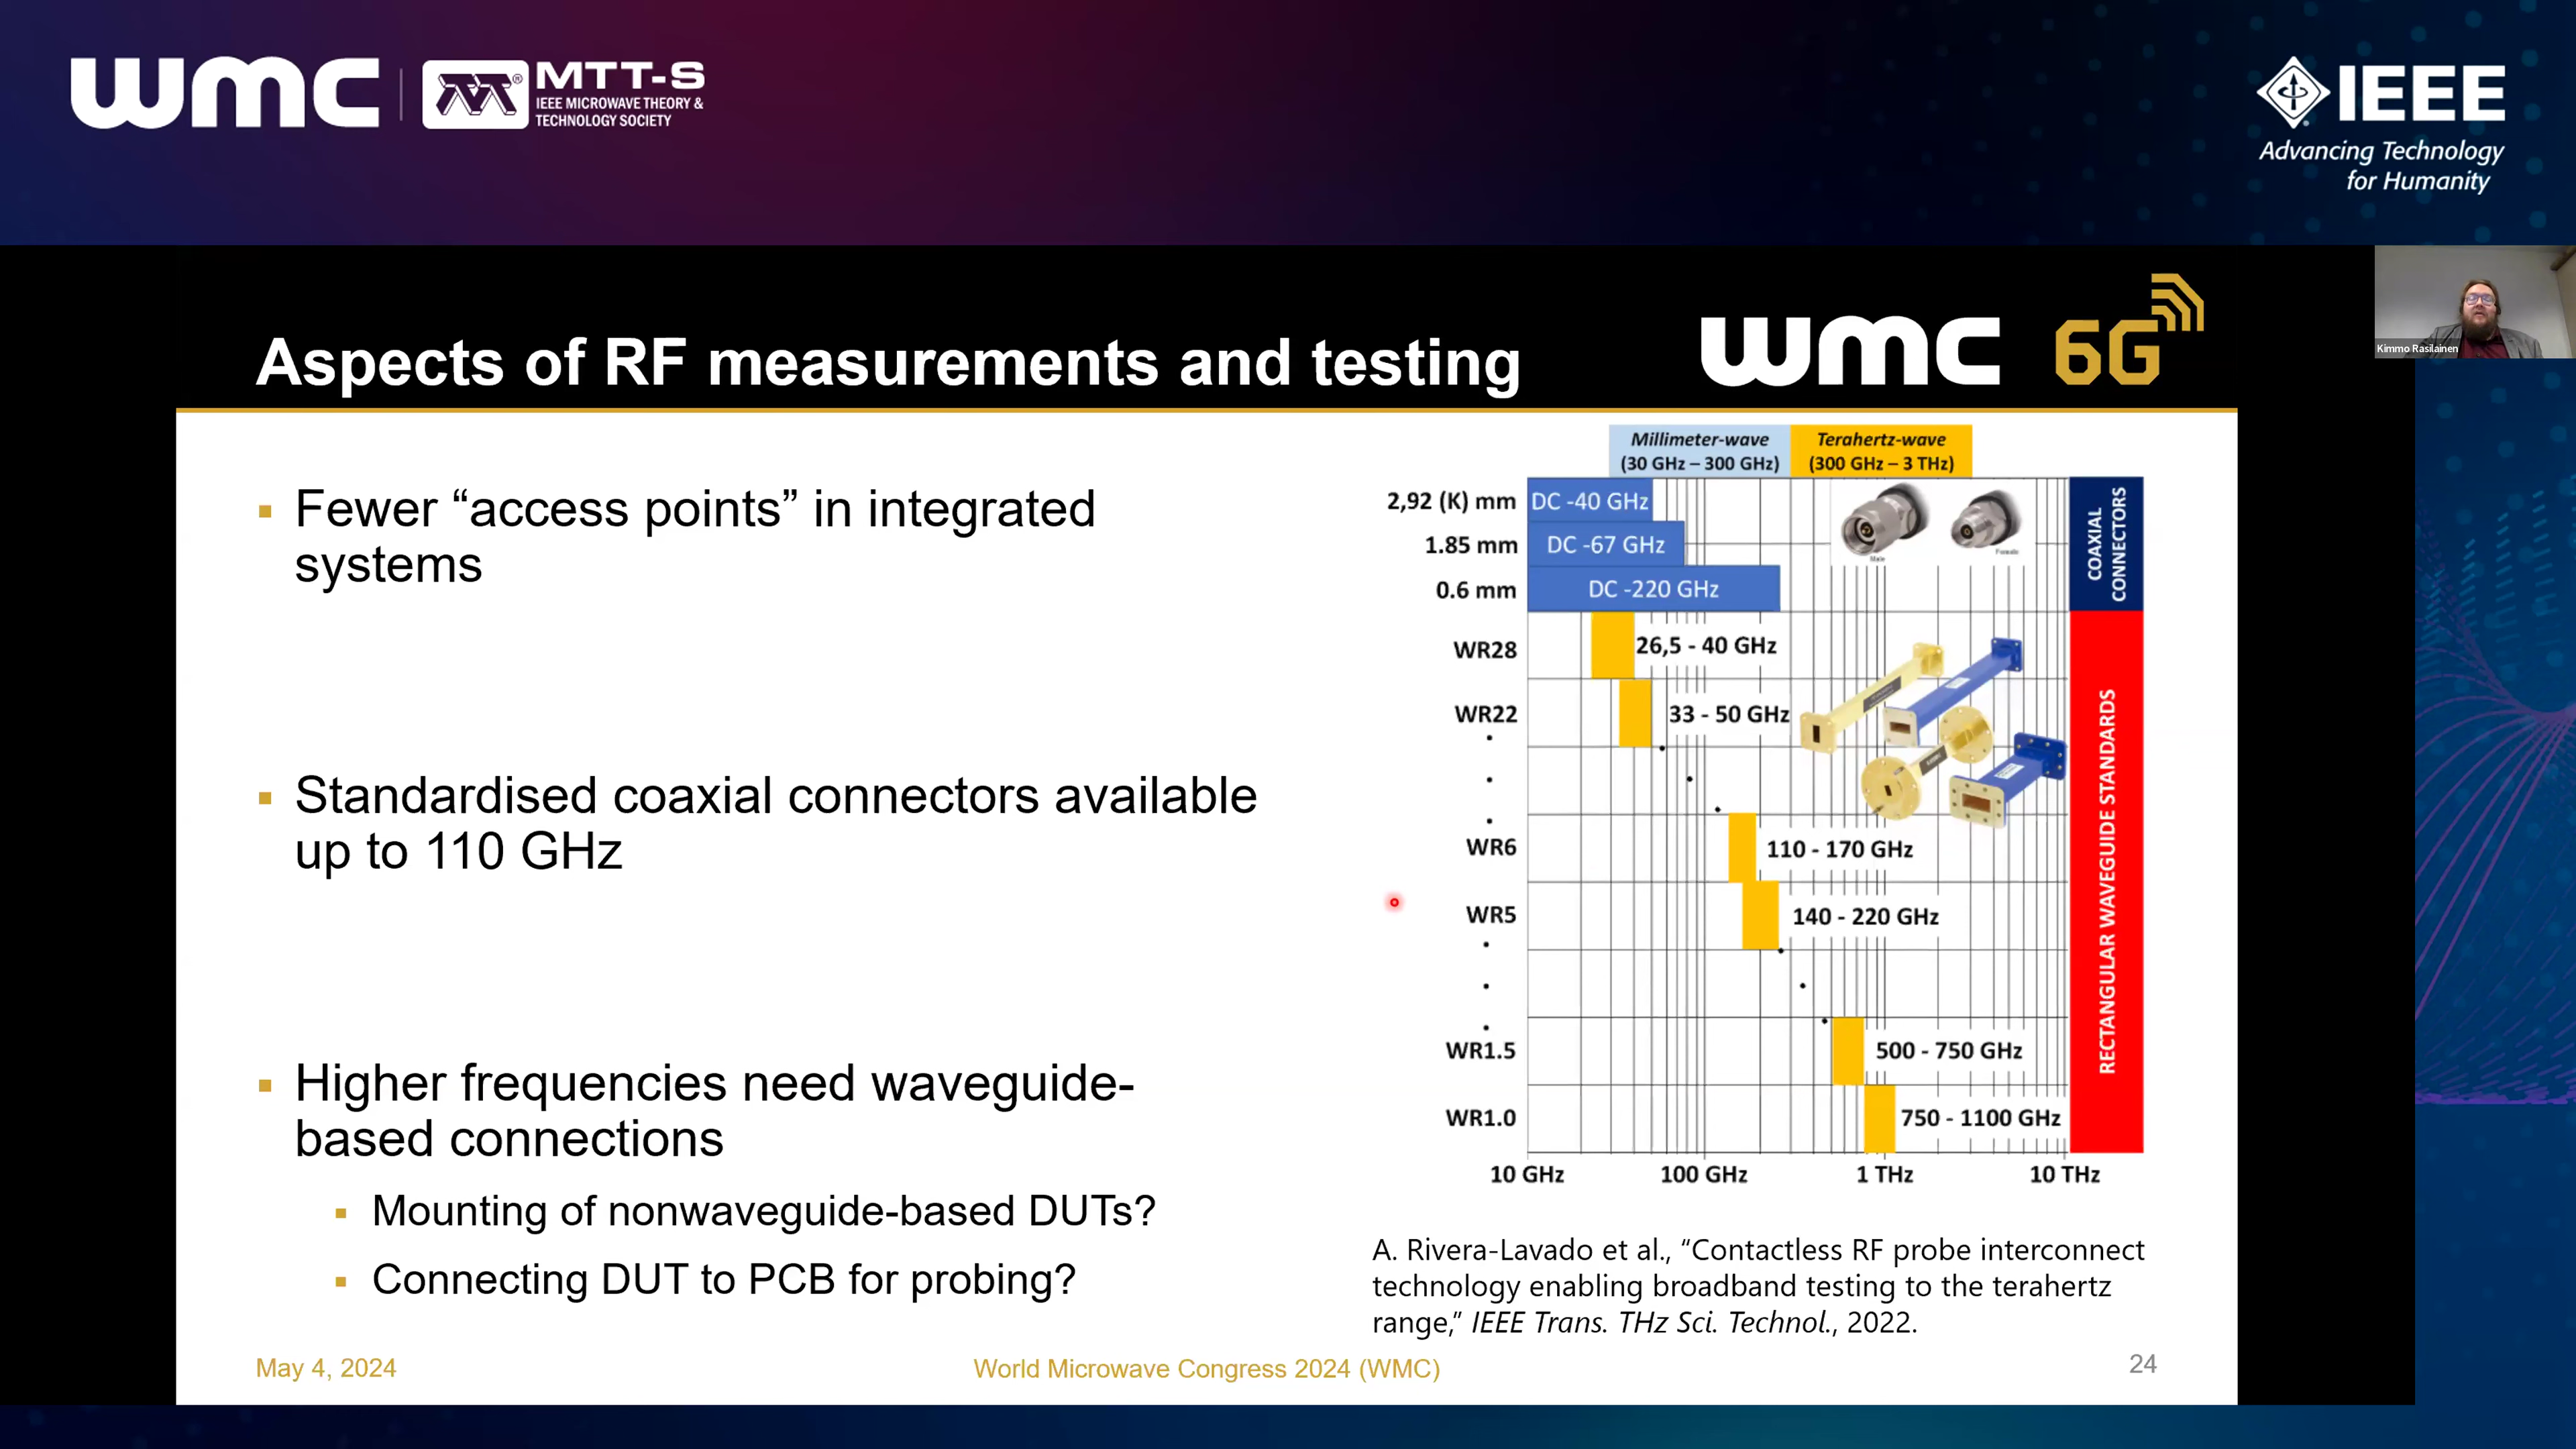 wmc
MTT-S
IEEE MICROWAVE THEORY &
TECHNOLOGY SOCIETY
IEEE
Advancing Technology
for Humanity
Aspects of RF measurements and testing
wmc 6G
Kimmo Rasilainen
Fewer “access points” in integrated
systems
Standardised coaxial connectors available
up to 110 GHz
Higher frequencies need waveguide-
based connections
Mounting of nonwaveguide-based DUTs?
Connecting DUT to PCB for probing?
Millimeter-wave
(30 GHz – 300 GHz)
Terahertz-wave
(300 GHz – 3 THz)
2,92 (K) mm DC -40 GHz
1.85 mm DC -67 GHz
0.6 mm DC -220 GHz
Male
Female
COAXIAL
CONNECTORS
WR28 26,5 - 40 GHz
WR22 33 - 50 GHz
WR6 110 - 170 GHz
WR5 140 - 220 GHz
WR1.5 500 - 750 GHz
WR1.0 750 - 1100 GHz
RECTANGULAR WAVEGUIDE STANDARDS
10 GHz 100 GHz 1 THz 10 THz
A. Rivera-Lavado et al., “Contactless RF probe interconnect
technology enabling broadband testing to the terahertz
range,” IEEE Trans. THz Sci. Technol., 2022.
May 4, 2024
World Microwave Congress 2024 (WMC)
24